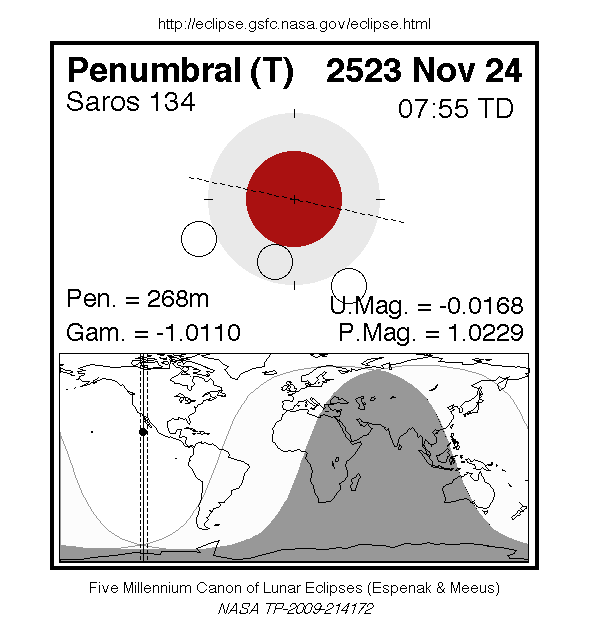 http://eclipse.gsfc.nasa.gov/eclipse.html
Penumbral (T) 2523 Nov 24
Saros 134 07:55 TD
Pen. = 268m U.Mag. = -0.0168
Gam. = -1.0110 P.Mag. = 1.0229
Five Millennium Canon of Lunar Eclipses (Espenak & Meeus)
NASA TP-2009-214172